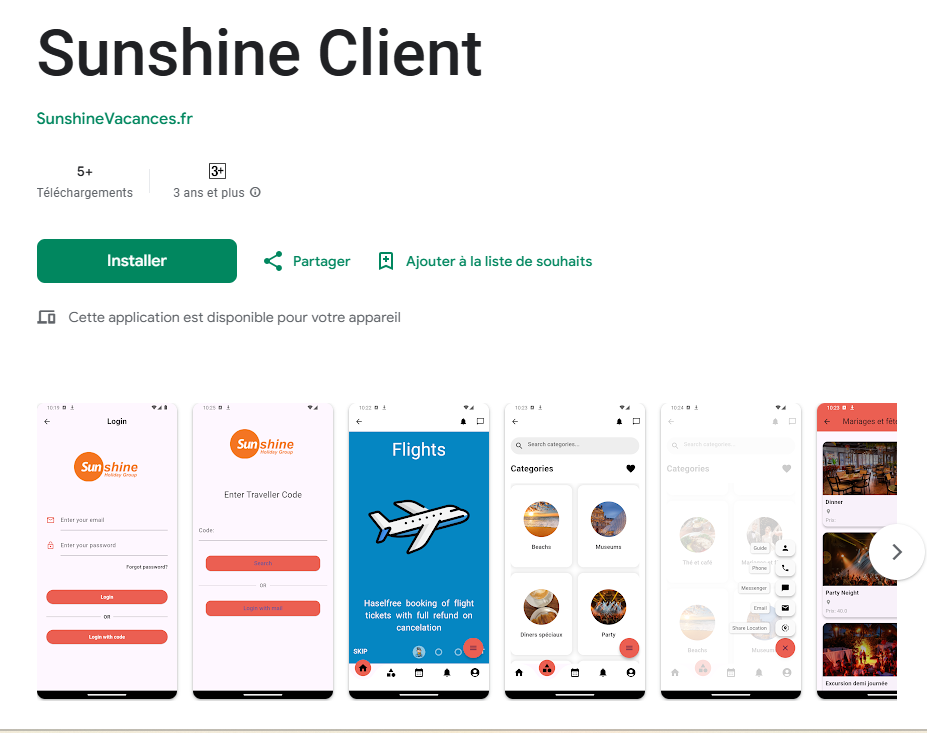 Sunshine Client
SunshineVacances.fr
5+
3+
Téléchargements
3 ans et plus
Installer
Partager
Ajouter à la liste de souhaits
Cette application est disponible pour votre appareil
10:19
Login
Sunshine
Holiday Group
Enter your email
Enter your password
Forgot password?
Login
OR
Login with code
10:25
Sunshine
Holiday Group
Enter Traveller Code
Code:
Search
OR
Login with mail
10:22
Flights
Haselfree booking of flight
tickets with full refund on
cancelation
SKIP
10:23
Search categories...
Categories
Beachs
Museums
Dîners spéciaux
Party
10:24
Search categories...
Categories
Thé et café
Guide
Phone
Messenger
Email
Share Location
Beachs
10:23
Mariages et fête
Dinner
Prix:
Party Neight
Prix: 40.0
Excursion demi journée